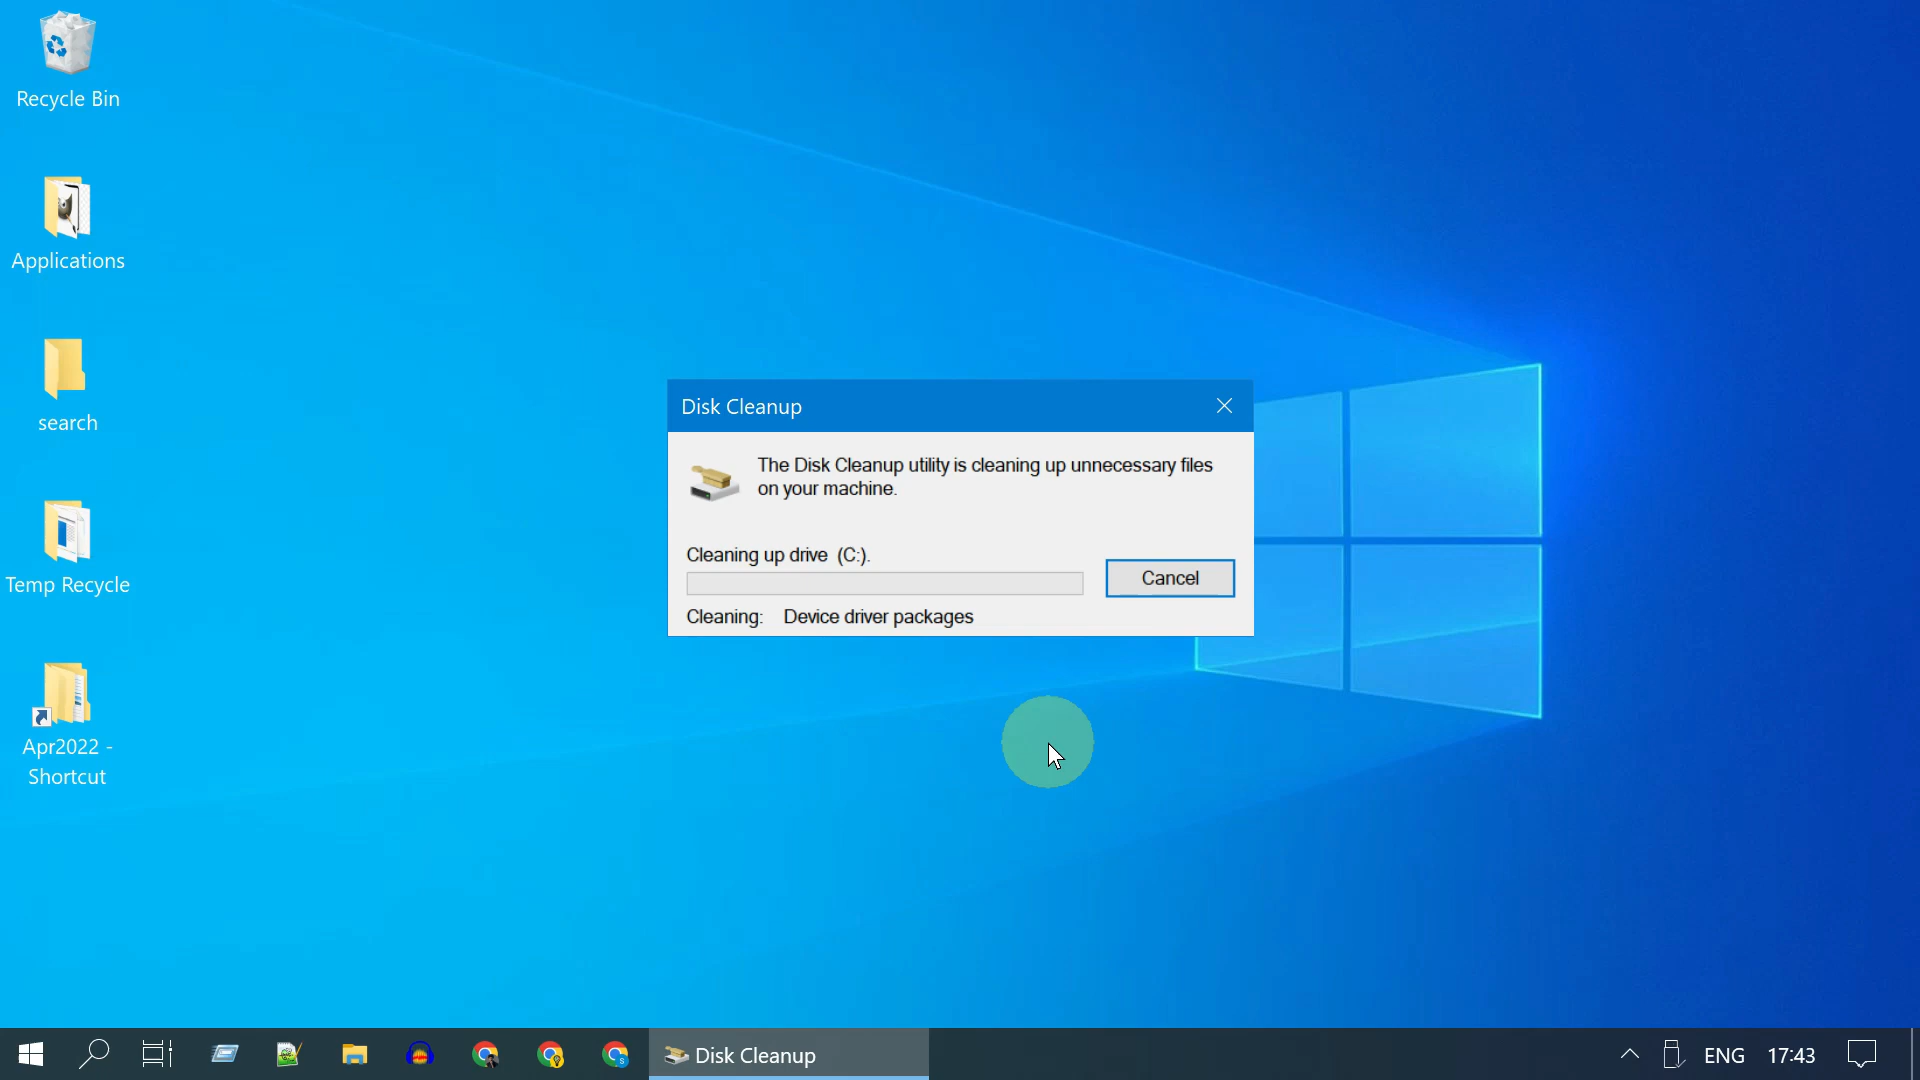 Recycle Bin
Applications
search
Temp Recycle
Apr2022 -
Shortcut
Disk Cleanup
The Disk Cleanup utility is cleaning up unnecessary files
on your machine.
Cleaning up drive  (C:).
Cancel
Cleaning:    Device driver packages
Disk Cleanup
ENG
17:43